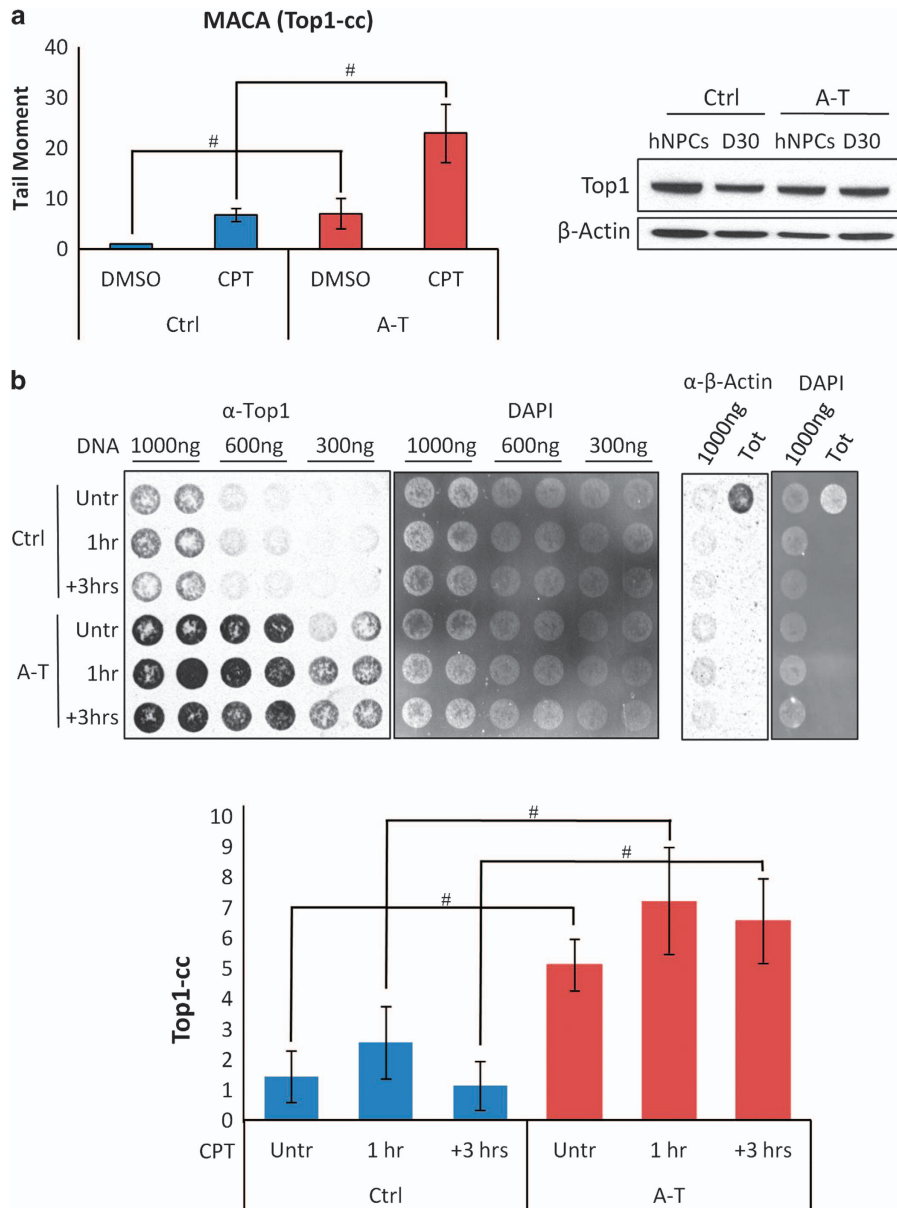 a
MACA (Top1-cc)
Tail Moment
40
30
20
10
0
#
#
DMSO CPT DMSO CPT
Ctrl A-T
Ctrl A-T
hNPCs D30 hNPCs D30
Top1
β-Actin
b
α-Top1 DAPI
DNA 1000ng 600ng 300ng 1000ng 600ng 300ng
Ctrl
Untr
1hr
+3hrs
A-T
Untr
1hr
+3hrs
α-β-Actin DAPI
1000ng Tot 1000ng Tot
Top1-cc
10
9
8
7
6
5
4
3
2
1
0
#
#
#
CPT Untr 1 hr +3 hrs Untr 1 hr +3 hrs
Ctrl A-T